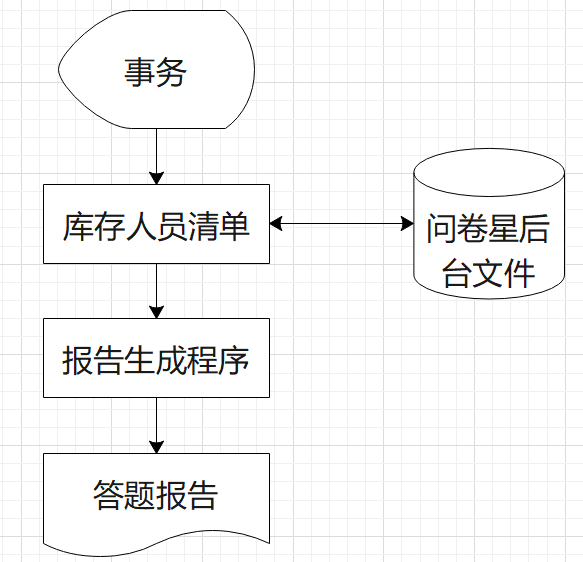 事务
库存人员清单
问卷星后
台文件
报告生成程序
答题报告